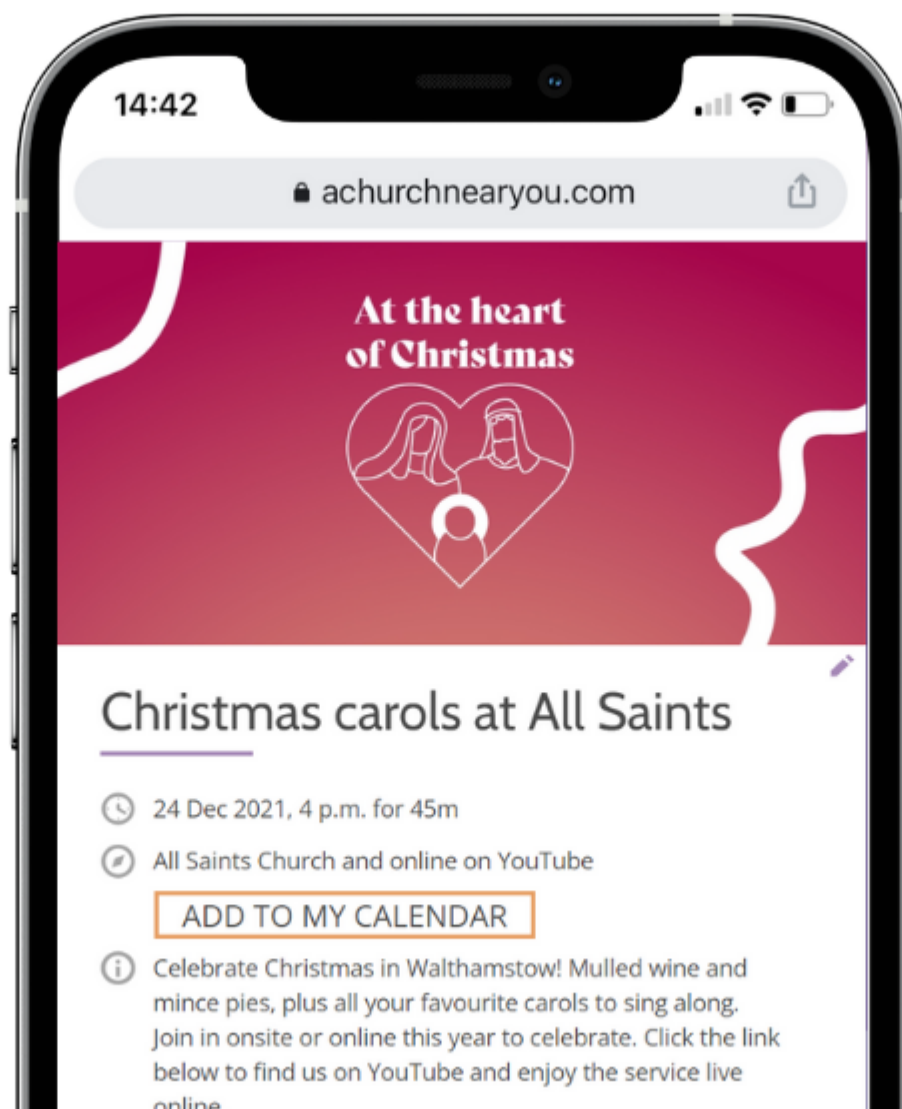 14:42
achurchnearyou.com
At the heart
of Christmas
Christmas carols at All Saints
24 Dec 2021, 4 p.m. for 45m
All Saints Church and online on YouTube
ADD TO MY CALENDAR
Celebrate Christmas in Walthamstow! Mulled wine and
mince pies, plus all your favourite carols to sing along.
Join in onsite or online this year to celebrate. Click the link
below to find us on YouTube and enjoy the service live
online